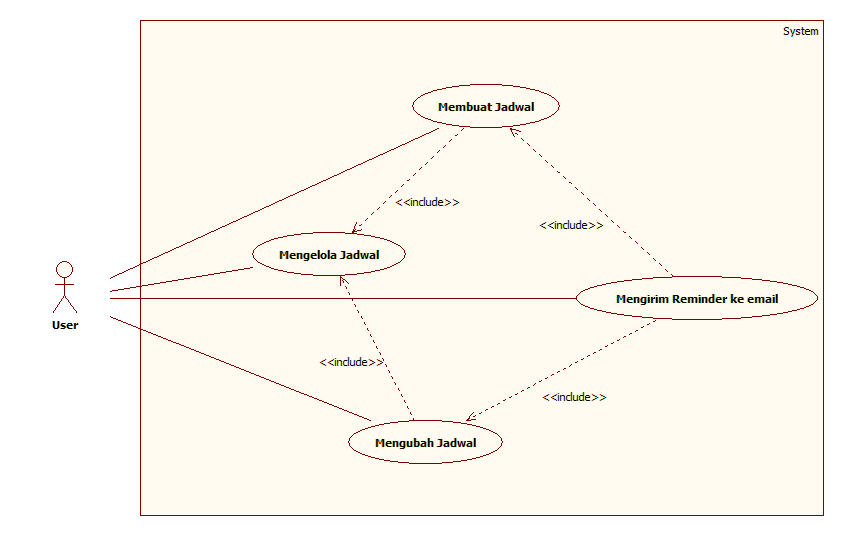 System
Membuat Jadwal
<<include>>
<<include>>
Mengelola Jadwal
Mengirim Reminder ke email
User
<<include>>
<<include>>
Mengubah Jadwal